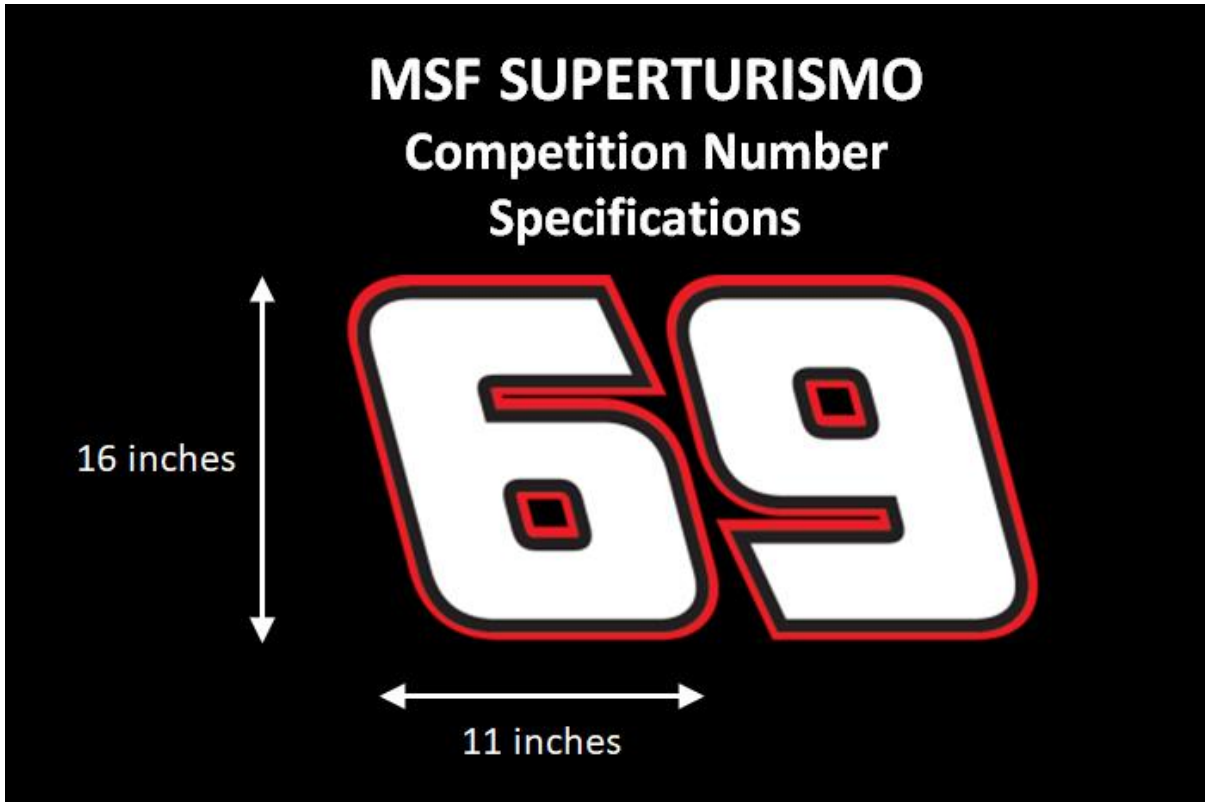 MSF SUPERTURISMO
Competition Number
Specifications
69
16 inches
11 inches